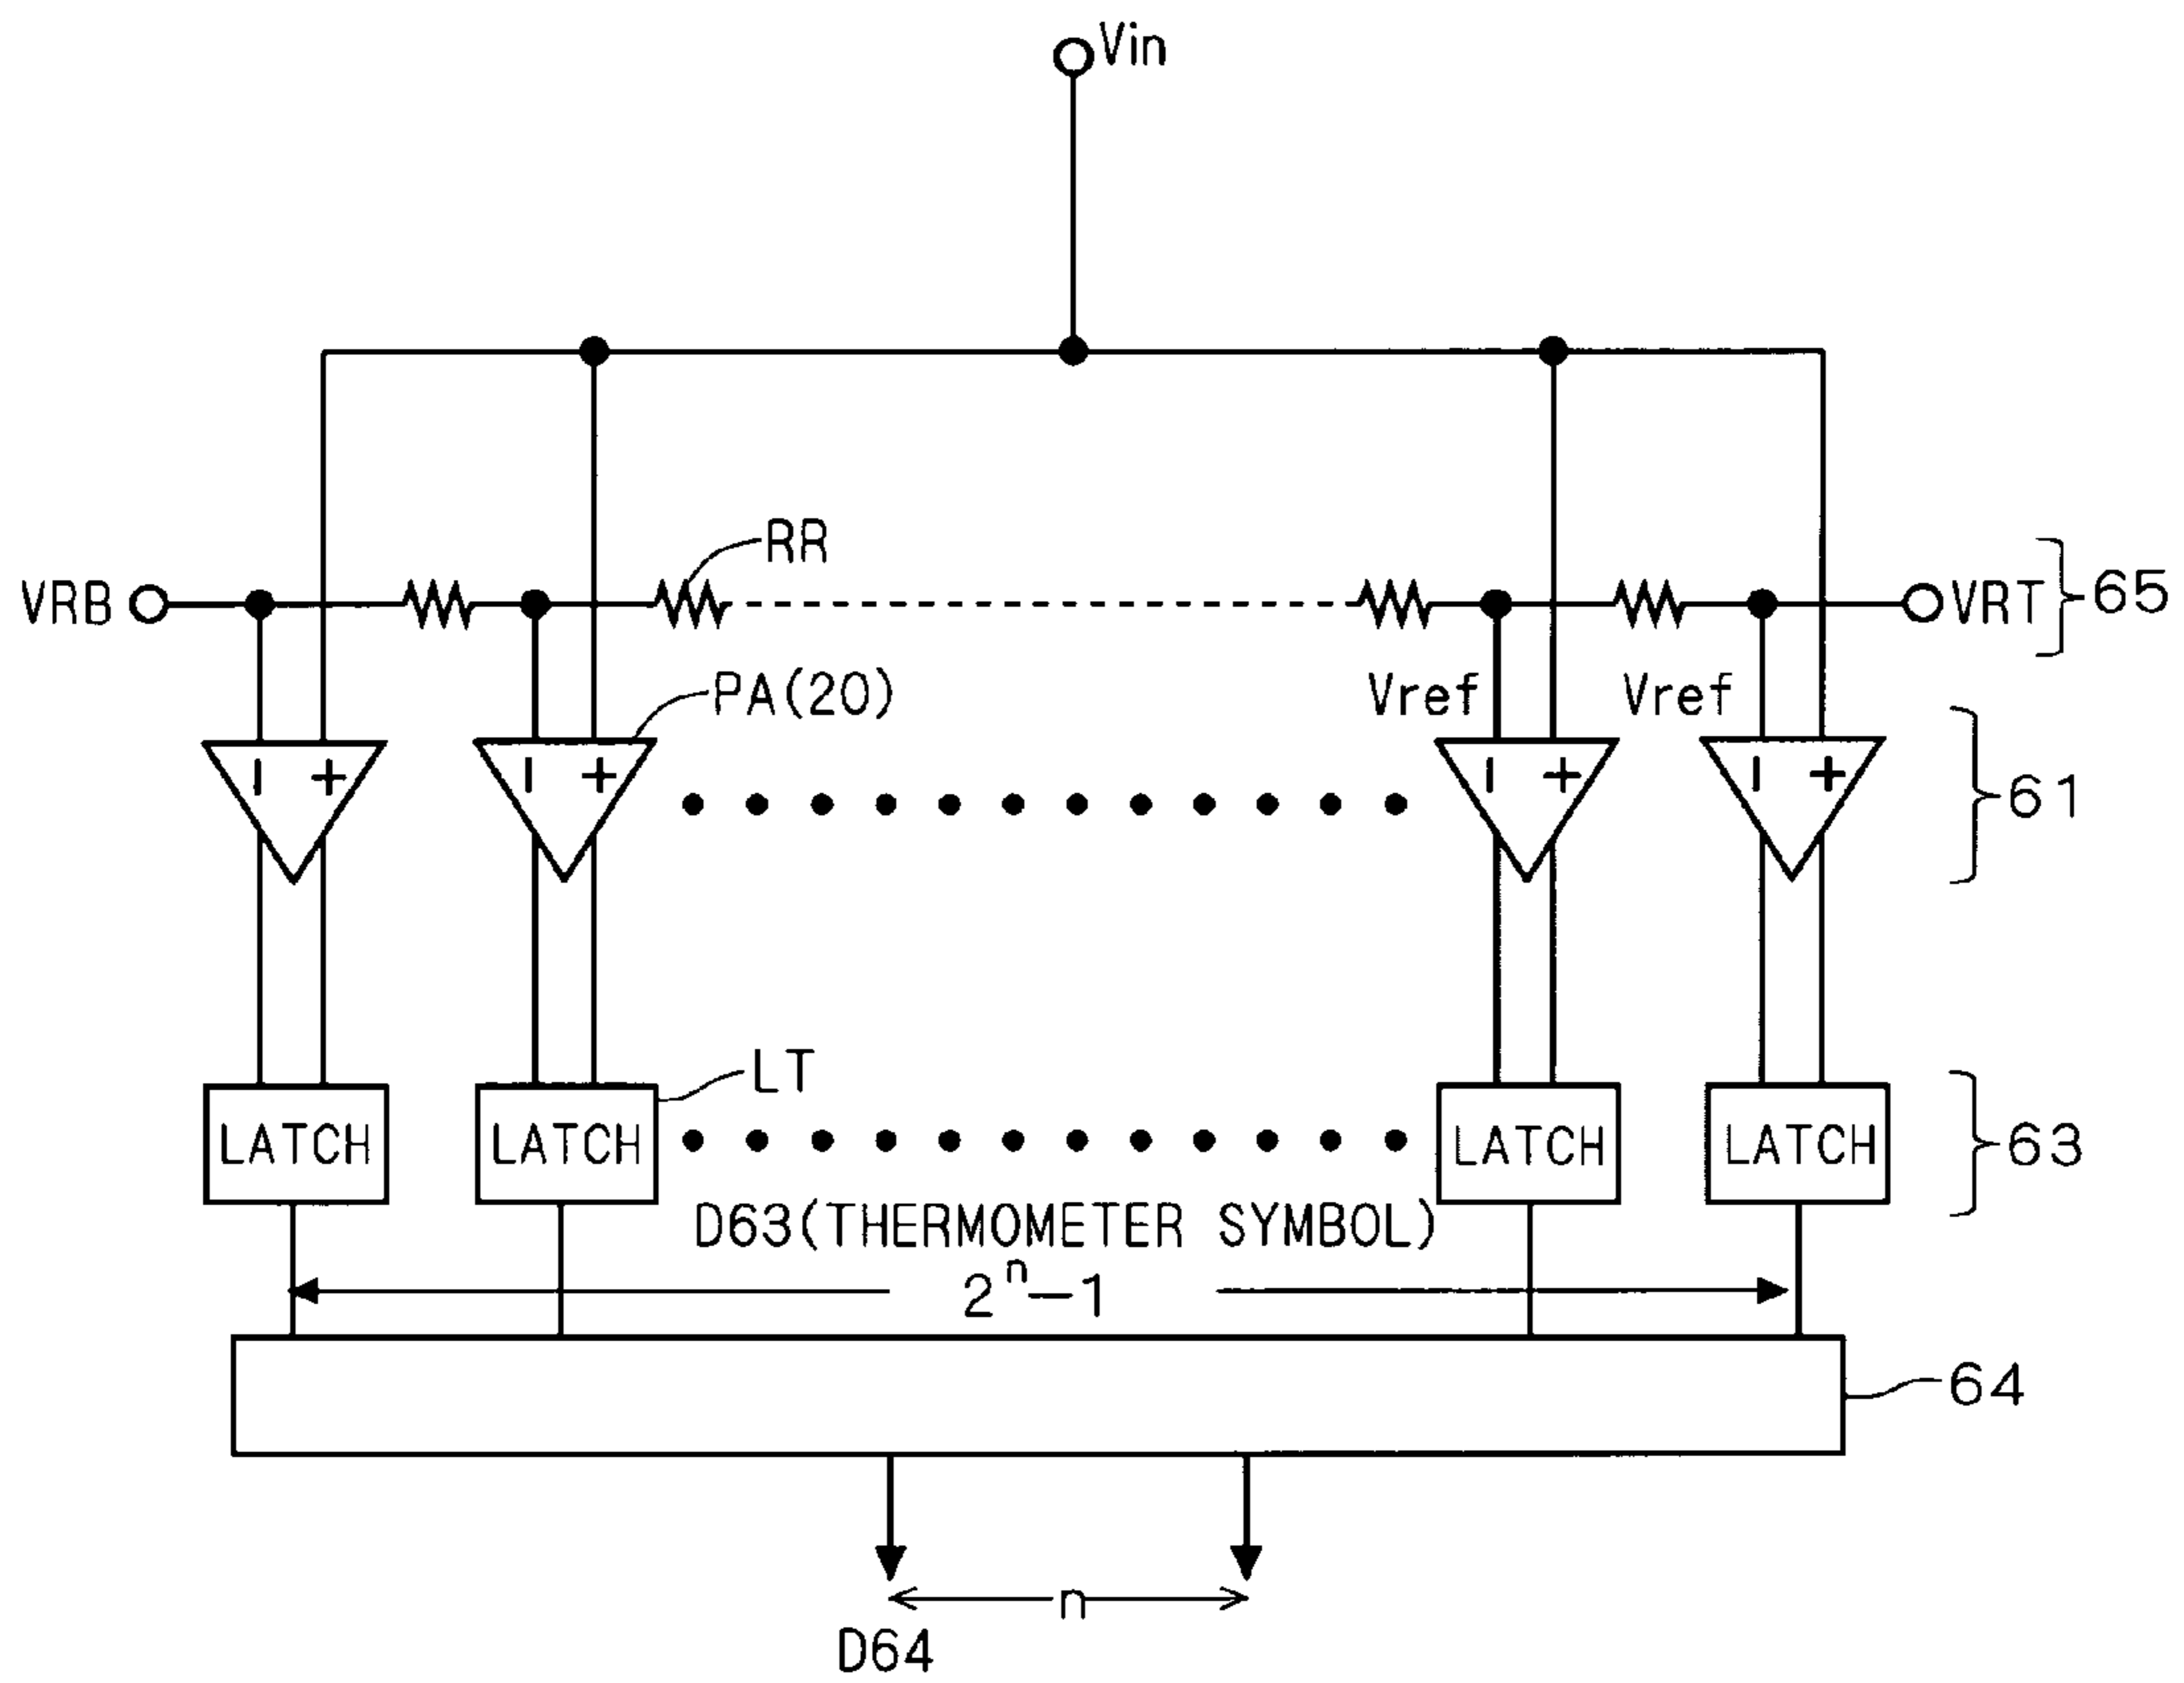 Vin
RR
VRB
VRT
65
PA(20)
Vref
Vref
61
− +
− +
− +
− +
LT
LATCH
LATCH
LATCH
LATCH
63
D63(THERMOMETER SYMBOL)
2ⁿ−1
64
n
D64